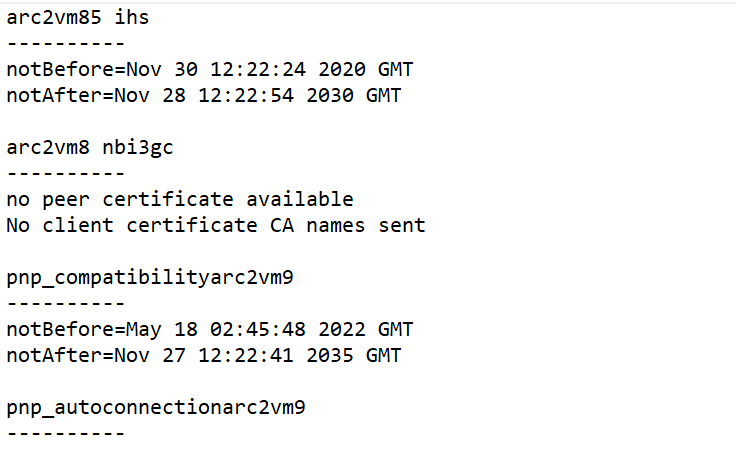 arc2vm85 ihs
----------
notBefore=Nov 30 12:22:24 2020 GMT
notAfter=Nov 28 12:22:54 2030 GMT
arc2vm8 nbi3gc
----------
no peer certificate available
No client certificate CA names sent
pnp_compatibilityarc2vm9
----------
notBefore=May 18 02:45:48 2022 GMT
notAfter=Nov 27 12:22:41 2035 GMT
pnp_autoconnectionarc2vm9
----------